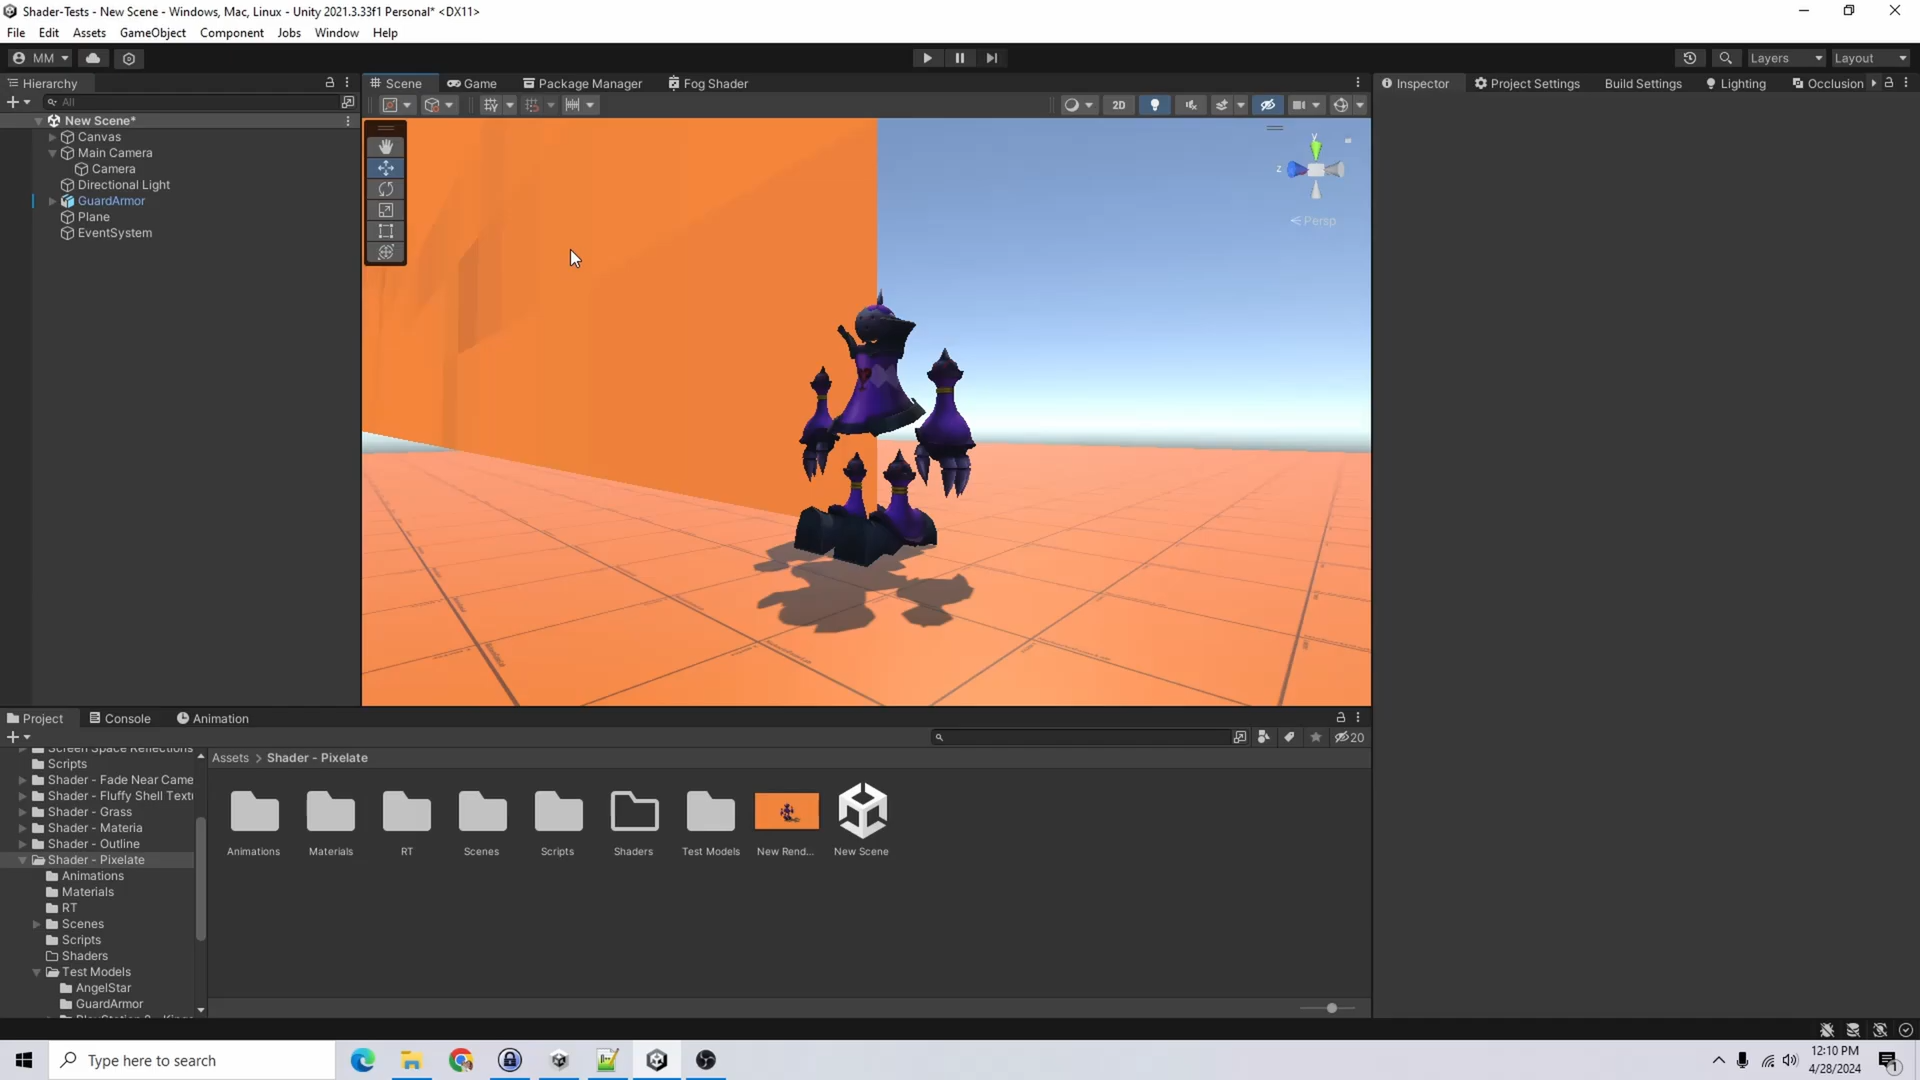 Shader-Tests - New Scene - Windows, Mac, Linux - Unity 2021.3.33f1 Personal* <DX11>
File Edit Assets GameObject Component Jobs Window Help
MM Layers Layout
Hierarchy Scene Game Package Manager Fog Shader Inspector Project Settings Build Settings Lighting Occlusion
All 2D
New Scene*
Canvas
Main Camera
Camera
Directional Light
GuardArmor
Plane
EventSystem
y
z
Persp
Project Console Animation
20
Screen Space Reflections
Scripts
Shader - Fade Near Came
Shader - Fluffy Shell Text
Shader - Grass
Shader - Materia
Shader - Outline
Shader - Pixelate
Animations
Materials
RT
Scenes
Scripts
Shaders
Test Models
AngelStar
GuardArmor
Assets > Shader - Pixelate
Animations Materials RT Scenes Scripts Shaders Test Models New Rend... New Scene
Type here to search
12:10 PM
4/28/2024
1